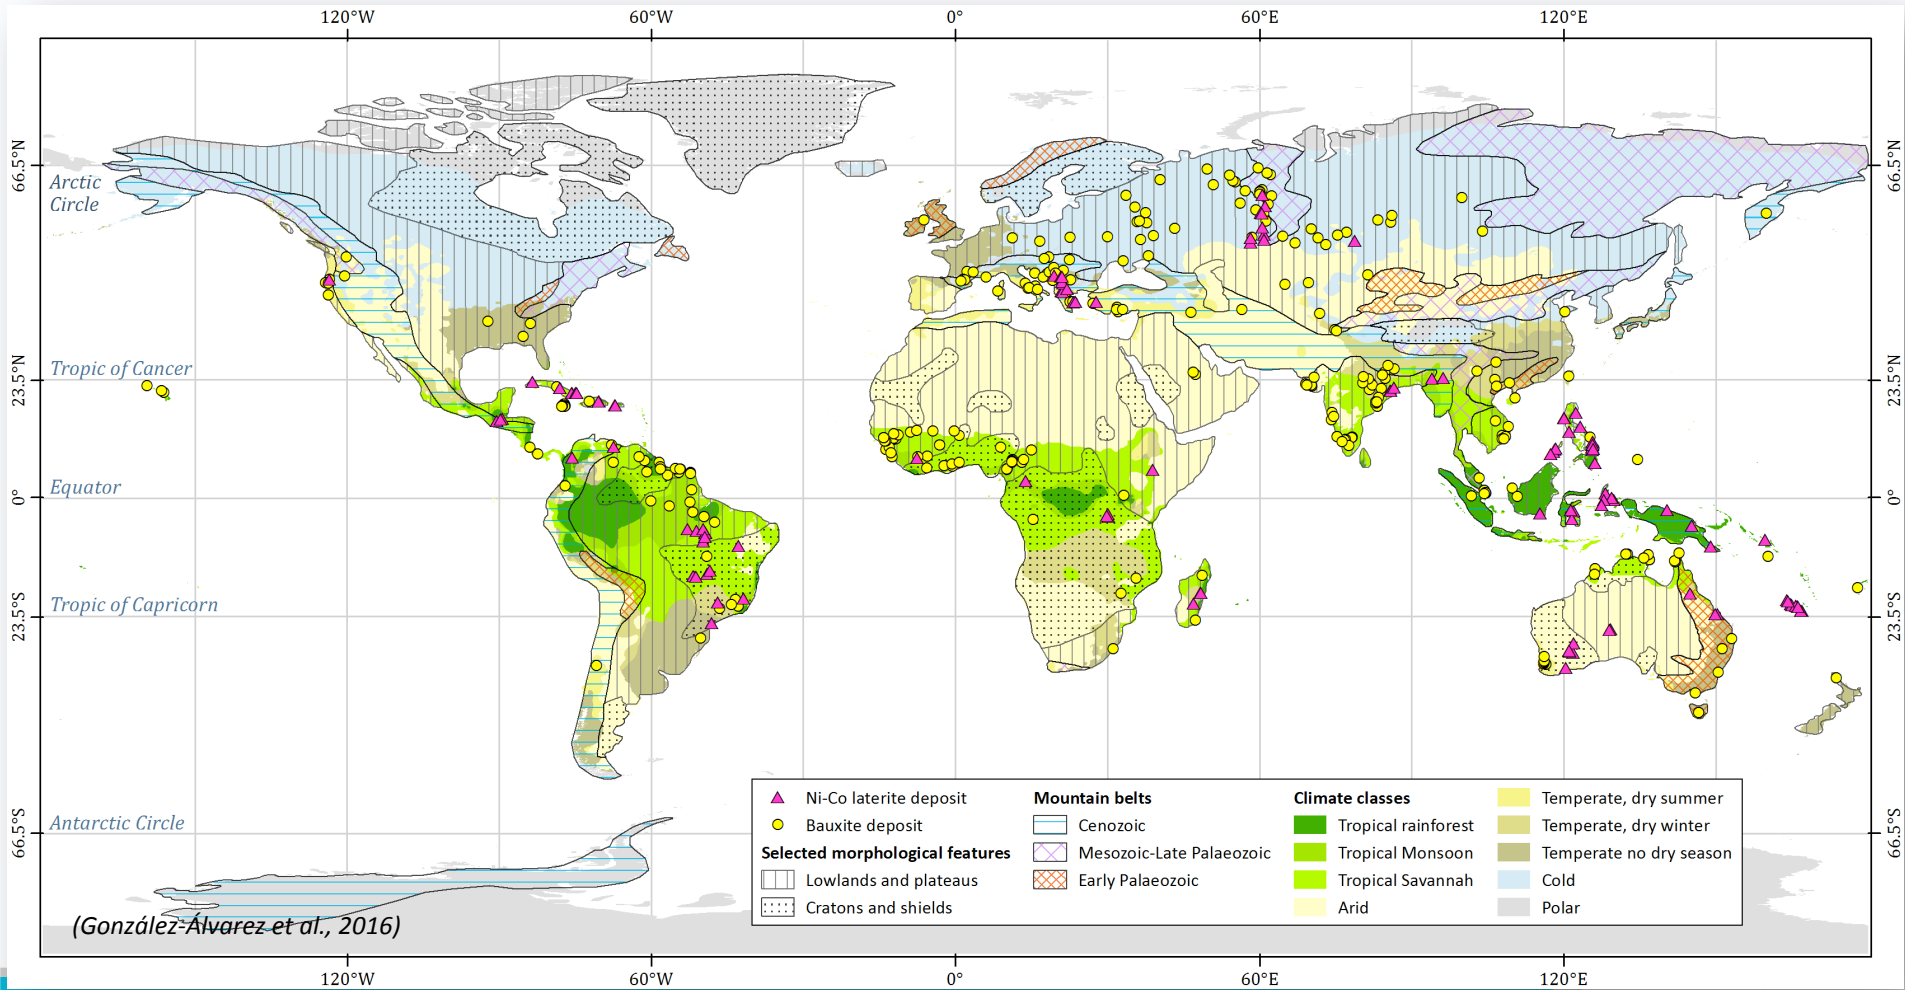 120°W 60°W 0° 60°E 120°E
66.5°N 66.5°N
Arctic
Circle
Tropic of Cancer
23.5°N 23.5°N
Equator
0° 0°
Tropic of Capricorn
23.5°S 23.5°S
Antarctic Circle
66.5°S 66.5°S
Ni-Co laterite deposit
Bauxite deposit
Selected morphological features
Lowlands and plateaus
Cratons and shields
Mountain belts
Cenozoic
Mesozoic-Late Palaeozoic
Early Palaeozoic
Climate classes
Tropical rainforest
Tropical Monsoon
Tropical Savannah
Arid
Temperate, dry summer
Temperate, dry winter
Temperate no dry season
Cold
Polar
(González-Álvarez et al., 2016)
120°W 60°W 0° 60°E 120°E